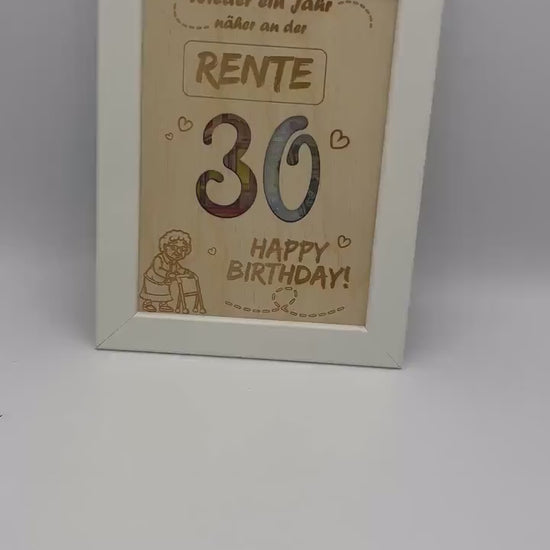 Wieder ein Jahr
näher an der
RENTE
30
HAPPY
BIRTHDAY!